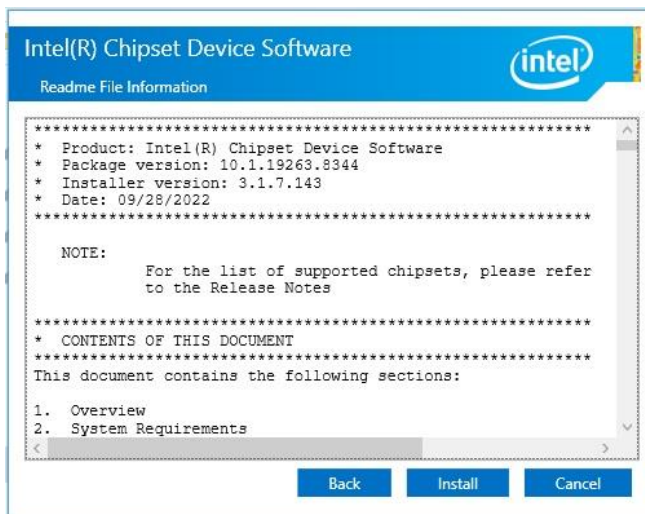 Intel(R) Chipset Device Software
intel
Readme File Information
*************************************************************
*  Product: Intel(R) Chipset Device Software
*  Package version: 10.1.19263.8344
*  Installer version: 3.1.7.143
*  Date: 09/28/2022
*************************************************************
NOTE:
For the list of supported chipsets, please refer
to the Release Notes
*************************************************************
*  CONTENTS OF THIS DOCUMENT
*************************************************************
This document contains the following sections:
1.  Overview
2.  System Requirements
Back Install Cancel